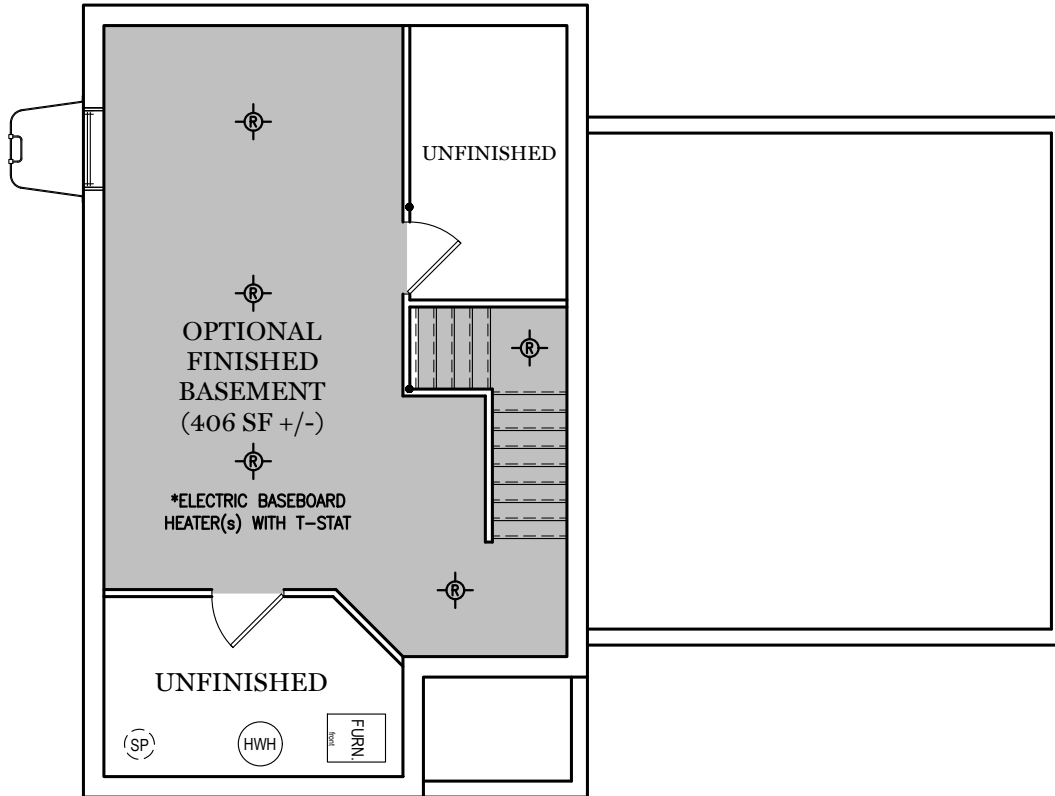 R
UNFINISHED
R
R
OPTIONAL
FINISHED
BASEMENT
(406 SF +/-)
R
*ELECTRIC BASEBOARD
HEATER(s) WITH T-STAT
R
UNFINISHED
SP
HWH
FURN.
front